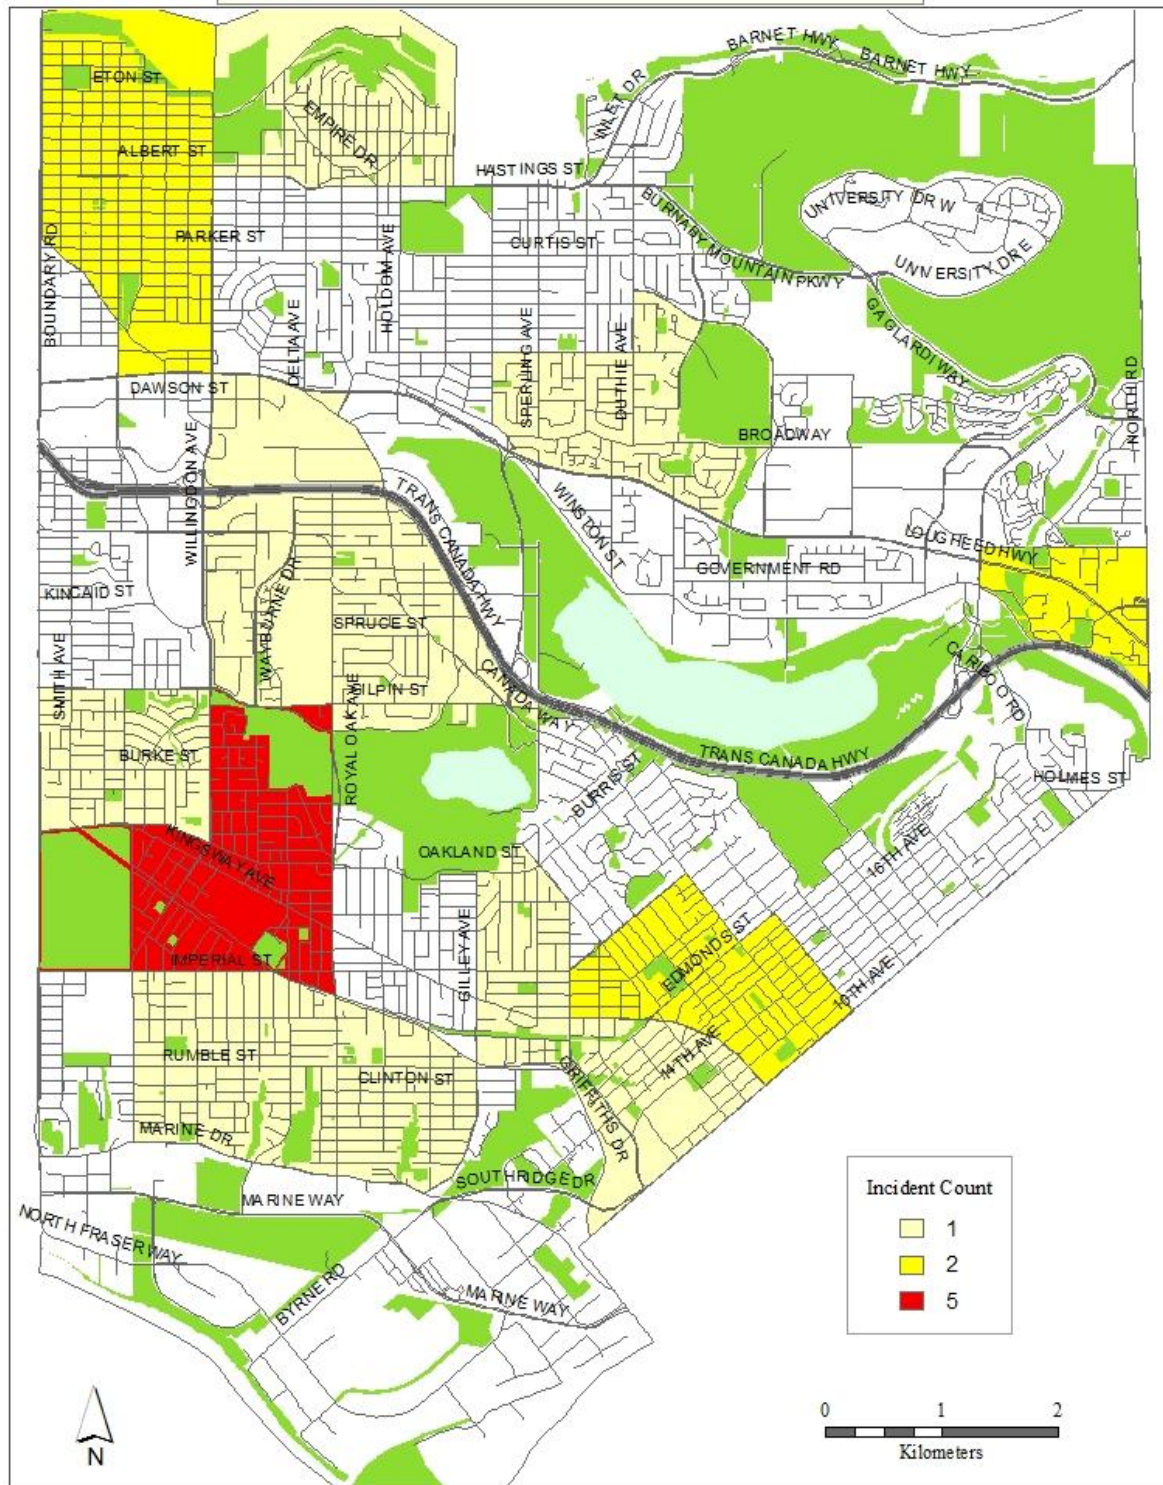 BARNET HWY
BARNET HWY
ETON ST
INLET DR
EMPIRE DR
ALBERT ST
HASTINGS ST
UNIVERSITY DR W
BURNABY MOUNTAIN PKWY
PARKER ST
CURTIS ST
UNIVERSITY DR E
BOUNDARY RD
HOLDOM AVE
GAGLARDI WAY
DELTA AVE
SPERLING AVE
DUTHIE AVE
DAWSON ST
NORTH RD
BROADWAY
WILLINGDON AVE
TRANS CANADA HWY
WINSTON ST
LOUGHEED HWY
GOVERNMENT RD
KINCAID ST
WAYBURNE DR
SPRUCE ST
SMITH AVE
CANADA WAY
CARIBOO RD
GILPIN ST
ROYAL OAK AVE
BURKE ST
TRANS CANADA HWY
BURRIS ST
HOLMES ST
KINGSWAY AVE
OAKLAND ST
16TH AVE
GILLEY AVE
EDMONDS ST
IMPERIAL ST
10TH AVE
RUMBLE ST
14TH AVE
CLINTON ST
GRIFFITHS DR
MARINE DR
SOUTHRIDGE DR
MARINE WAY
NORTH FRASER WAY
BYRNE RD
MARINE WAY
Incident Count
1
2
5
N
0 1 2
Kilometers